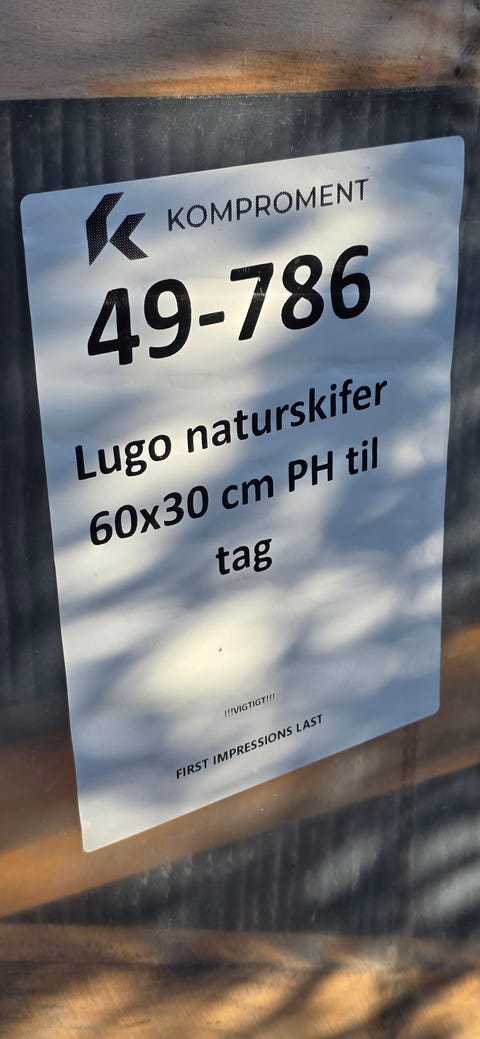 KOMPROMENT
49-786
Lugo naturskifer
60x30 cm PH til
tag
!!!VIGTIGT!!!
FIRST IMPRESSIONS LAST